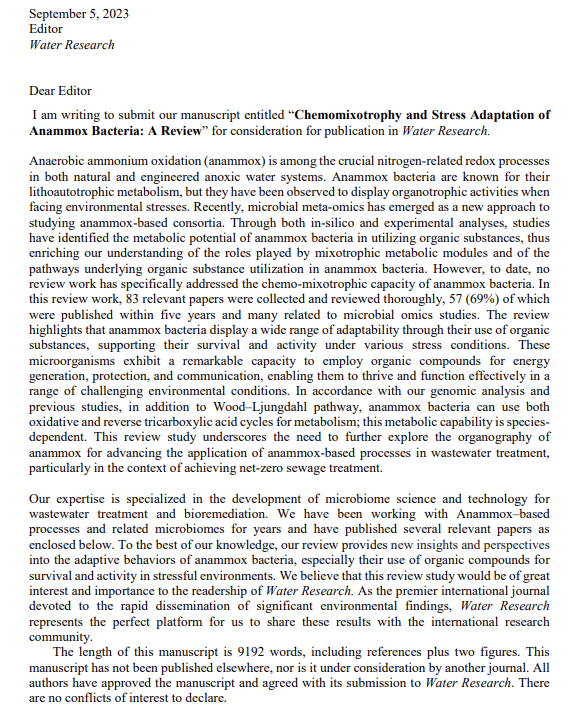 September 5, 2023
Editor
Water Research
Dear Editor
I am writing to submit our manuscript entitled “Chemomixotrophy and Stress Adaptation of
Anammox Bacteria: A Review” for consideration for publication in Water Research.
Anaerobic ammonium oxidation (anammox) is among the crucial nitrogen-related redox processes
in both natural and engineered anoxic water systems. Anammox bacteria are known for their
lithoautotrophic metabolism, but they have been observed to display organotrophic activities when
facing environmental stresses. Recently, microbial meta-omics has emerged as a new approach to
studying anammox-based consortia. Through both in-silico and experimental analyses, studies
have identified the metabolic potential of anammox bacteria in utilizing organic substances, thus
enriching our understanding of the roles played by mixotrophic metabolic modules and of the
pathways underlying organic substance utilization in anammox bacteria. However, to date, no
review work has specifically addressed the chemo-mixotrophic capacity of anammox bacteria. In
this review work, 83 relevant papers were collected and reviewed thoroughly, 57 (69%) of which
were published within five years and many related to microbial omics studies. The review
highlights that anammox bacteria display a wide range of adaptability through their use of organic
substances, supporting their survival and activity under various stress conditions. These
microorganisms exhibit a remarkable capacity to employ organic compounds for energy
generation, protection, and communication, enabling them to thrive and function effectively in a
range of challenging environmental conditions. In accordance with our genomic analysis and
previous studies, in addition to Wood–Ljungdahl pathway, anammox bacteria can use both
oxidative and reverse tricarboxylic acid cycles for metabolism; this metabolic capability is species-
dependent. This review study underscores the need to further explore the organography of
anammox for advancing the application of anammox-based processes in wastewater treatment,
particularly in the context of achieving net-zero sewage treatment.
Our expertise is specialized in the development of microbiome science and technology for
wastewater treatment and bioremediation. We have been working with Anammox–based
processes and related microbiomes for years and have published several relevant papers as
enclosed below. To the best of our knowledge, our review provides new insights and perspectives
into the adaptive behaviors of anammox bacteria, especially their use of organic compounds for
survival and activity in stressful environments. We believe that this review study would be of great
interest and importance to the readership of Water Research. As the premier international journal
devoted to the rapid dissemination of significant environmental findings, Water Research
represents the perfect platform for us to share these results with the international research
community.
The length of this manuscript is 9192 words, including references plus two figures. This
manuscript has not been published elsewhere, nor is it under consideration by another journal. All
authors have approved the manuscript and agreed with its submission to Water Research. There
are no conflicts of interest to declare.